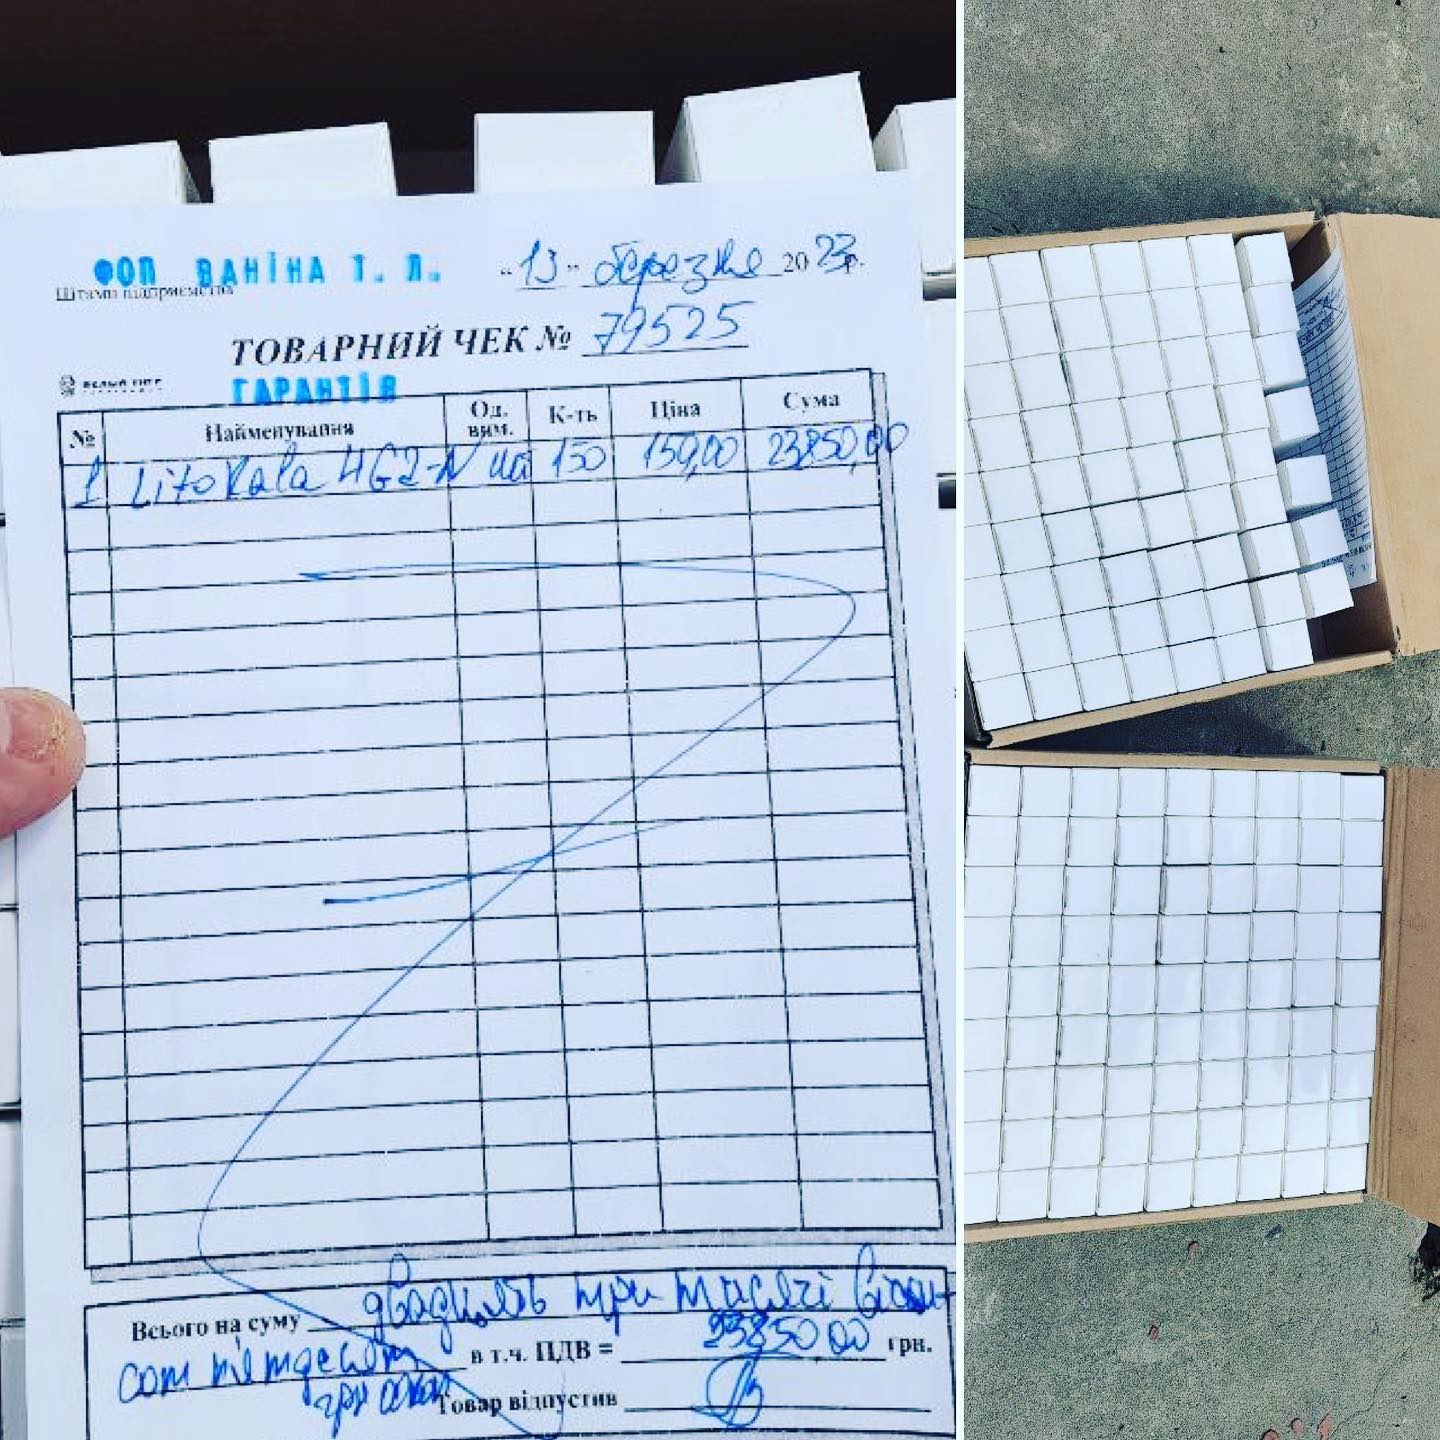 ФОП ВАНІНА Т. Л.
"13" березня 2023р.
Штамп підприємства
ТОВАРНИЙ ЧЕК № 79525
ГАРАНТІЯ
№ Найменування Од. вим. К-ть Ціна Сума
1 LitoKala 4G2-N 150 159,00 23850,00
Всього на суму двадцять три тисячі вісім-
сот пʼятдесят
в т.ч. ПДВ = 23850 00 грн.
грн
Товар відпустив